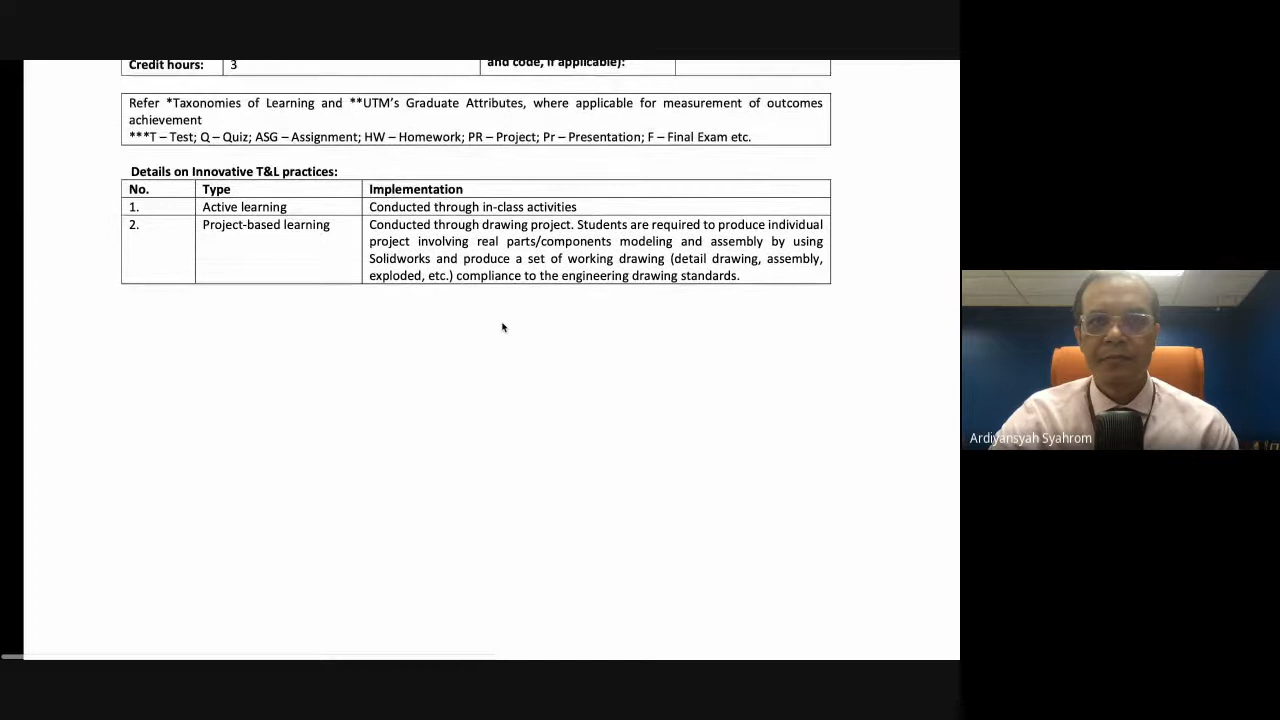 Credit hours: 3 and code, if applicable):
Refer *Taxonomies of Learning and **UTM's Graduate Attributes, where applicable for measurement of outcomes
achievement
***T – Test; Q – Quiz; ASG – Assignment; HW – Homework; PR – Project; Pr – Presentation; F – Final Exam etc.
Details on Innovative T&L practices:
No. Type Implementation
1. Active learning Conducted through in-class activities
2. Project-based learning Conducted through drawing project. Students are required to produce individual
project involving real parts/components modeling and assembly by using
Solidworks and produce a set of working drawing (detail drawing, assembly,
exploded, etc.) compliance to the engineering drawing standards.
Ardiyansyah Syahrom